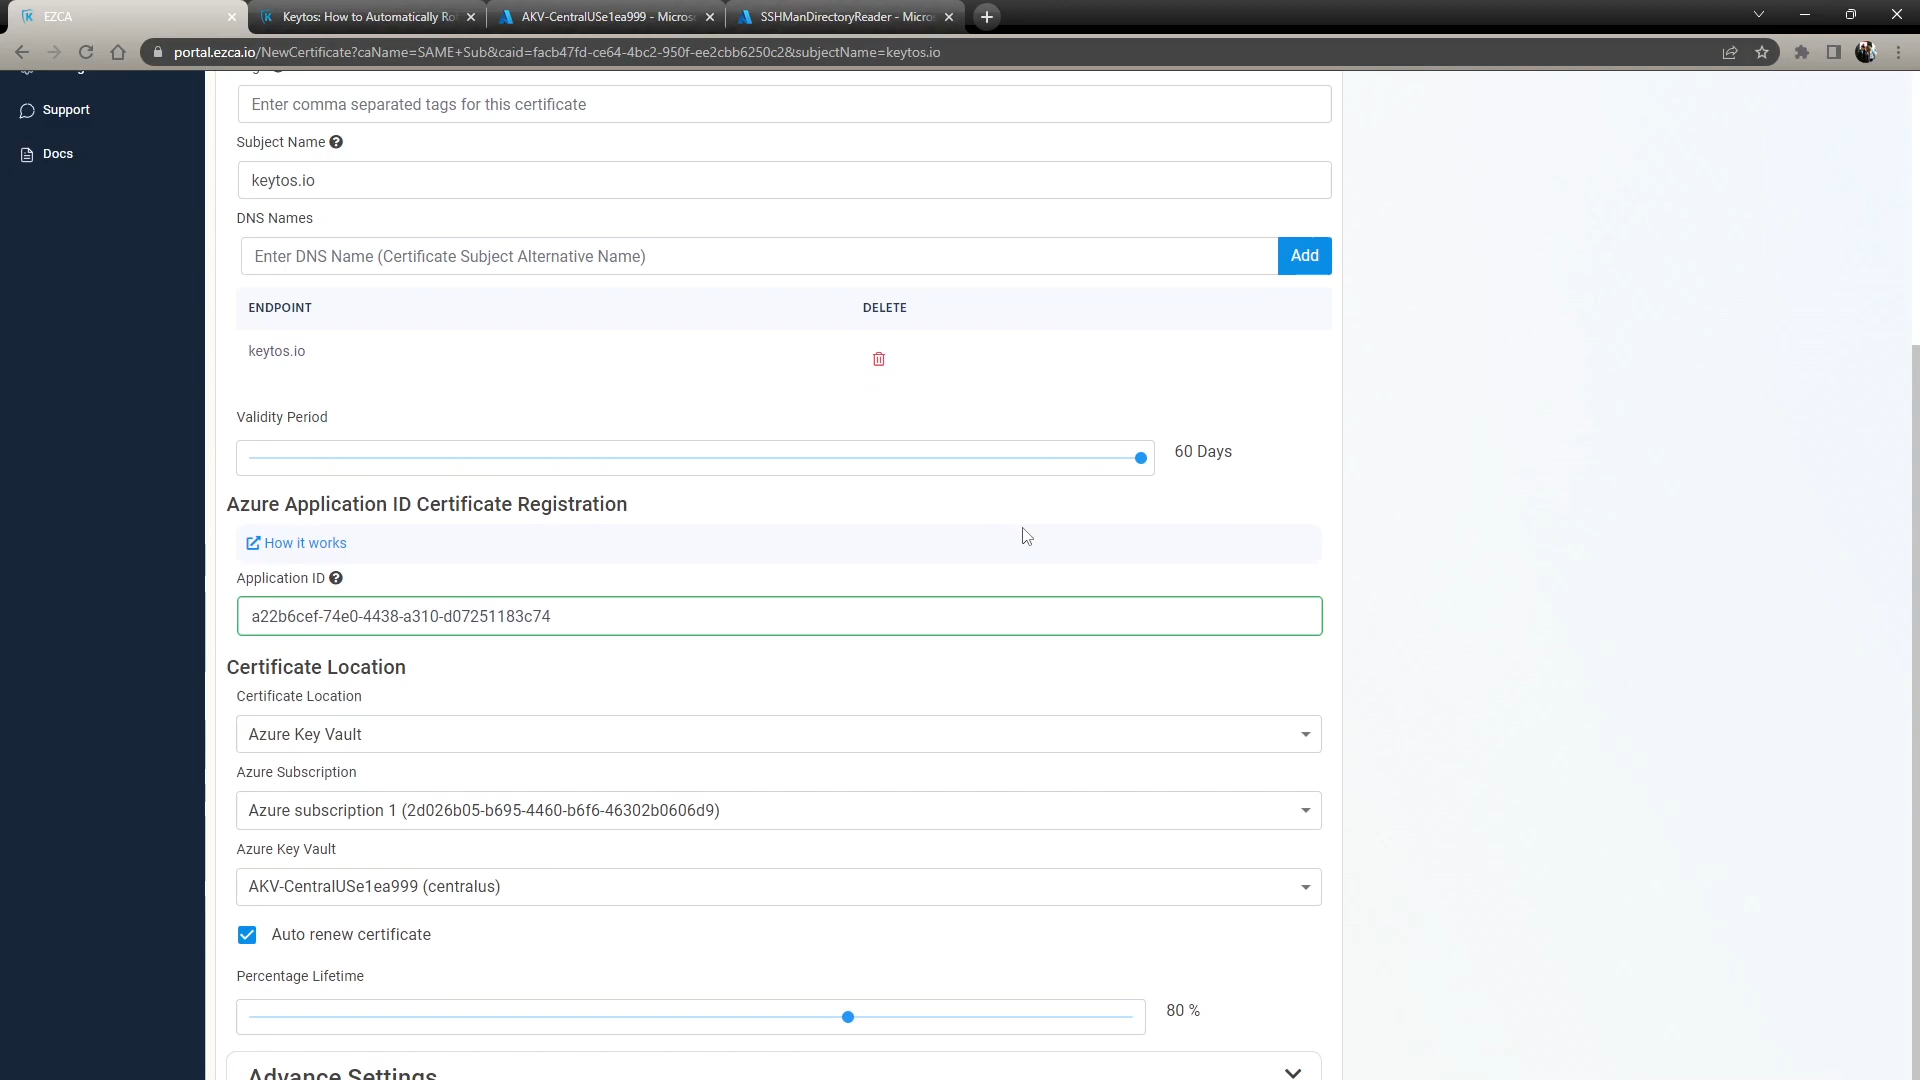 EZCA
Keytos: How to Automatically Ro
AKV-CentralUSe1ea999 - Micros
SSHManDirectoryReader - Micro
portal.ezca.io/NewCertificate?caName=SAME+Sub&caid=facb47fd-ce64-4bc2-950f-ee2cbb6250c2&subjectName=keytos.io
Support
Docs
Enter comma separated tags for this certificate
Subject Name
keytos.io
DNS Names
Enter DNS Name (Certificate Subject Alternative Name)
Add
ENDPOINT DELETE
keytos.io
Validity Period
60 Days
Azure Application ID Certificate Registration
How it works
Application ID
a22b6cef-74e0-4438-a310-d07251183c74
Certificate Location
Certificate Location
Azure Key Vault
Azure Subscription
Azure subscription 1 (2d026b05-b695-4460-b6f6-46302b0606d9)
Azure Key Vault
AKV-CentralUSe1ea999 (centralus)
Auto renew certificate
Percentage Lifetime
80 %
Advance Settings